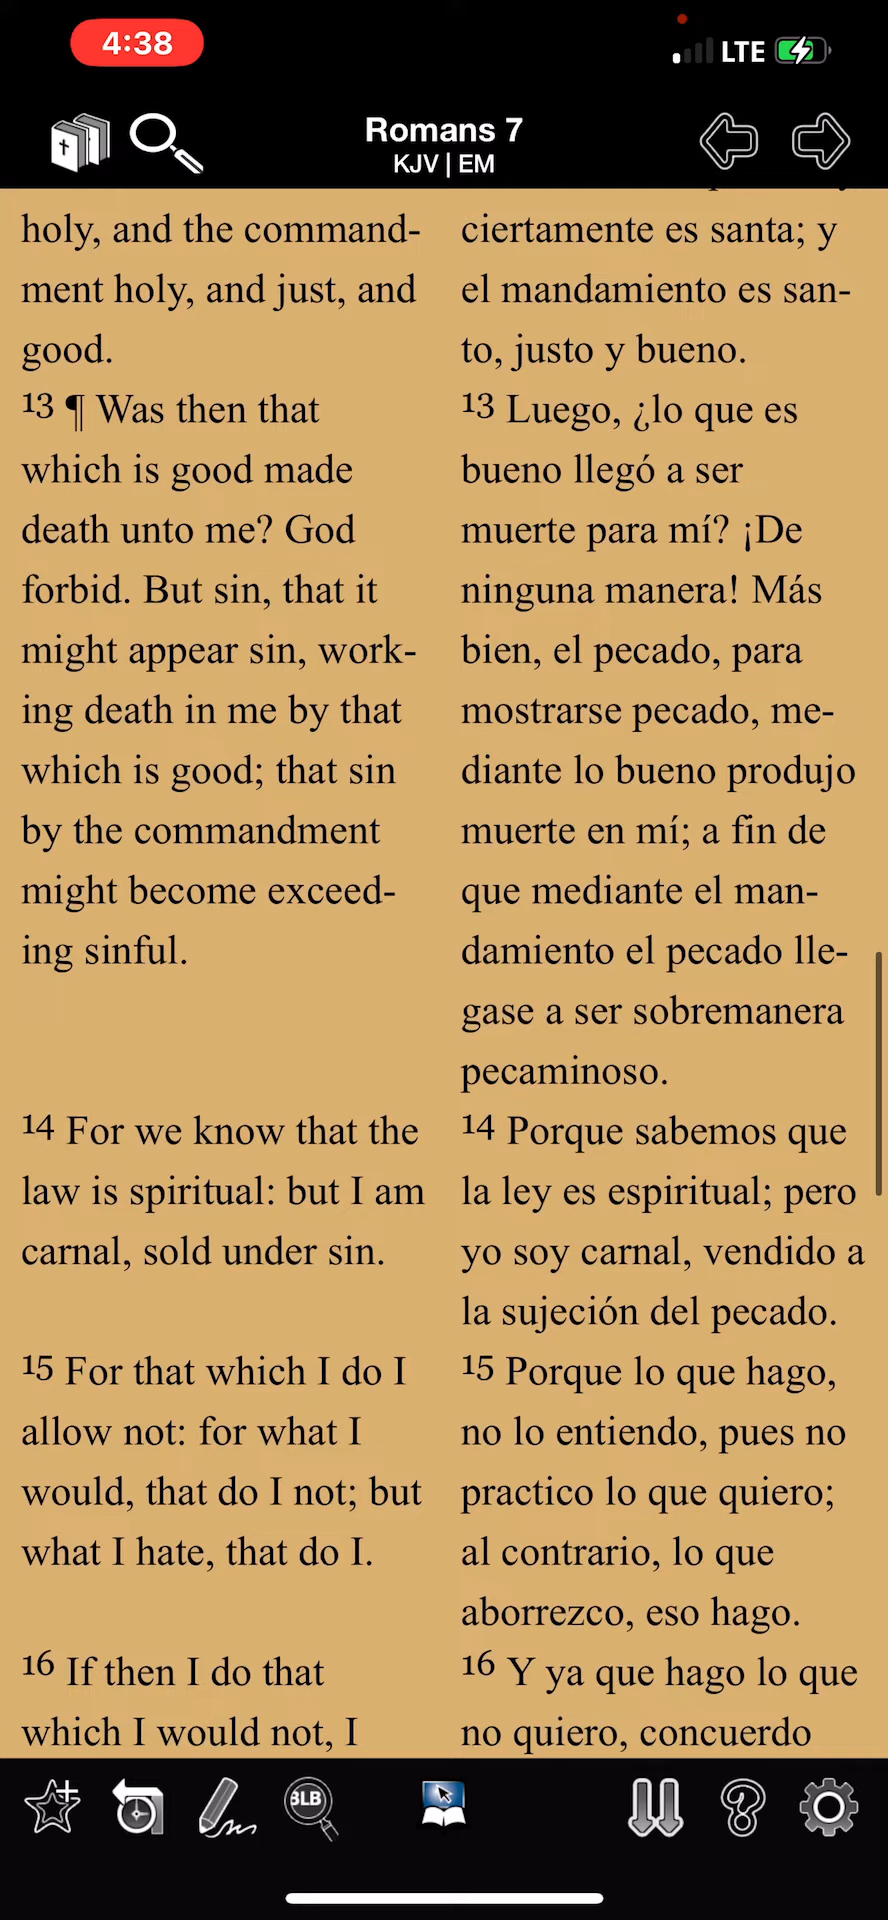 4:38
LTE
Romans 7
KJV | EM
holy, and the command-
ment holy, and just, and
good.
13 ¶ Was then that
which is good made
death unto me? God
forbid. But sin, that it
might appear sin, work-
ing death in me by that
which is good; that sin
by the commandment
might become exceed-
ing sinful.
14 For we know that the
law is spiritual: but I am
carnal, sold under sin.
15 For that which I do I
allow not: for what I
would, that do I not; but
what I hate, that do I.
16 If then I do that
which I would not, I
ciertamente es santa; y
el mandamiento es san-
to, justo y bueno.
13 Luego, ¿lo que es
bueno llegó a ser
muerte para mí? ¡De
ninguna manera! Más
bien, el pecado, para
mostrarse pecado, me-
diante lo bueno produjo
muerte en mí; a fin de
que mediante el man-
damiento el pecado lle-
gase a ser sobremanera
pecaminoso.
14 Porque sabemos que
la ley es espiritual; pero
yo soy carnal, vendido a
la sujeción del pecado.
15 Porque lo que hago,
no lo entiendo, pues no
practico lo que quiero;
al contrario, lo que
aborrezco, eso hago.
16 Y ya que hago lo que
no quiero, concuerdo
BLB